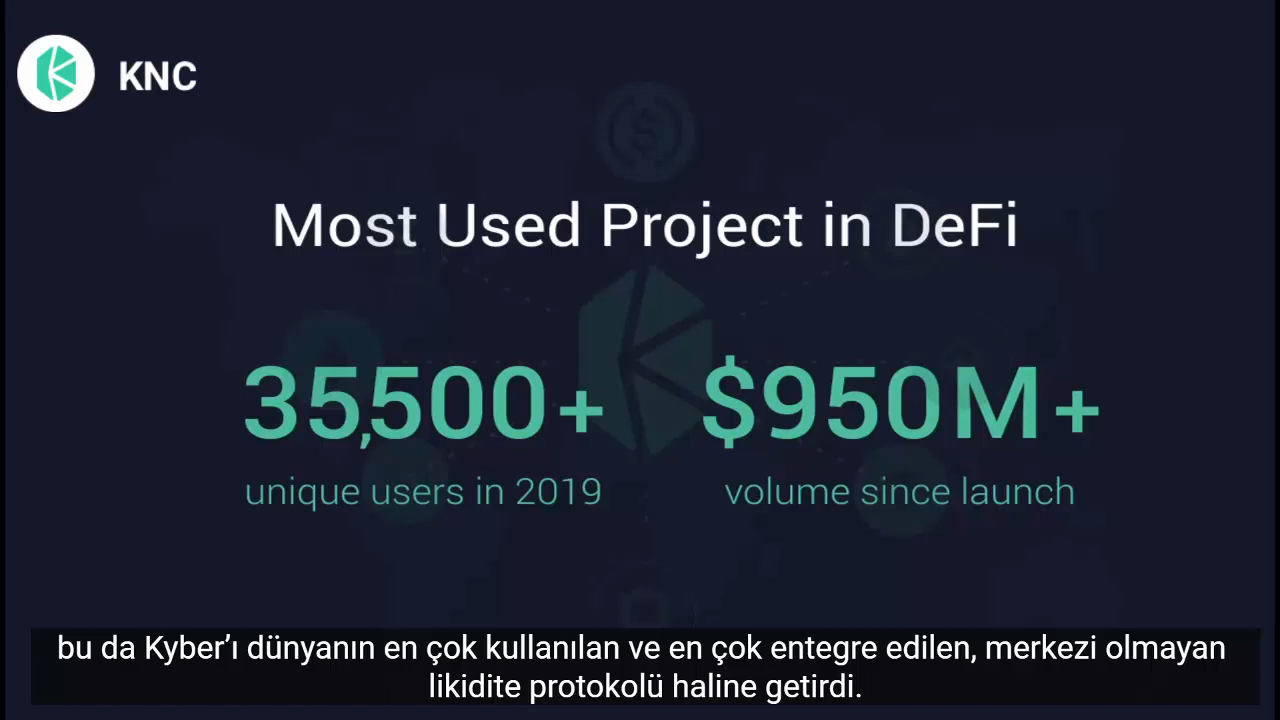 KNC
Most Used Project in DeFi
35,500+ $950M+
unique users in 2019 volume since launch
bu da Kyber’ı dünyanın en çok kullanılan ve en çok entegre edilen, merkezi olmayan
likidite protokolü haline getirdi.